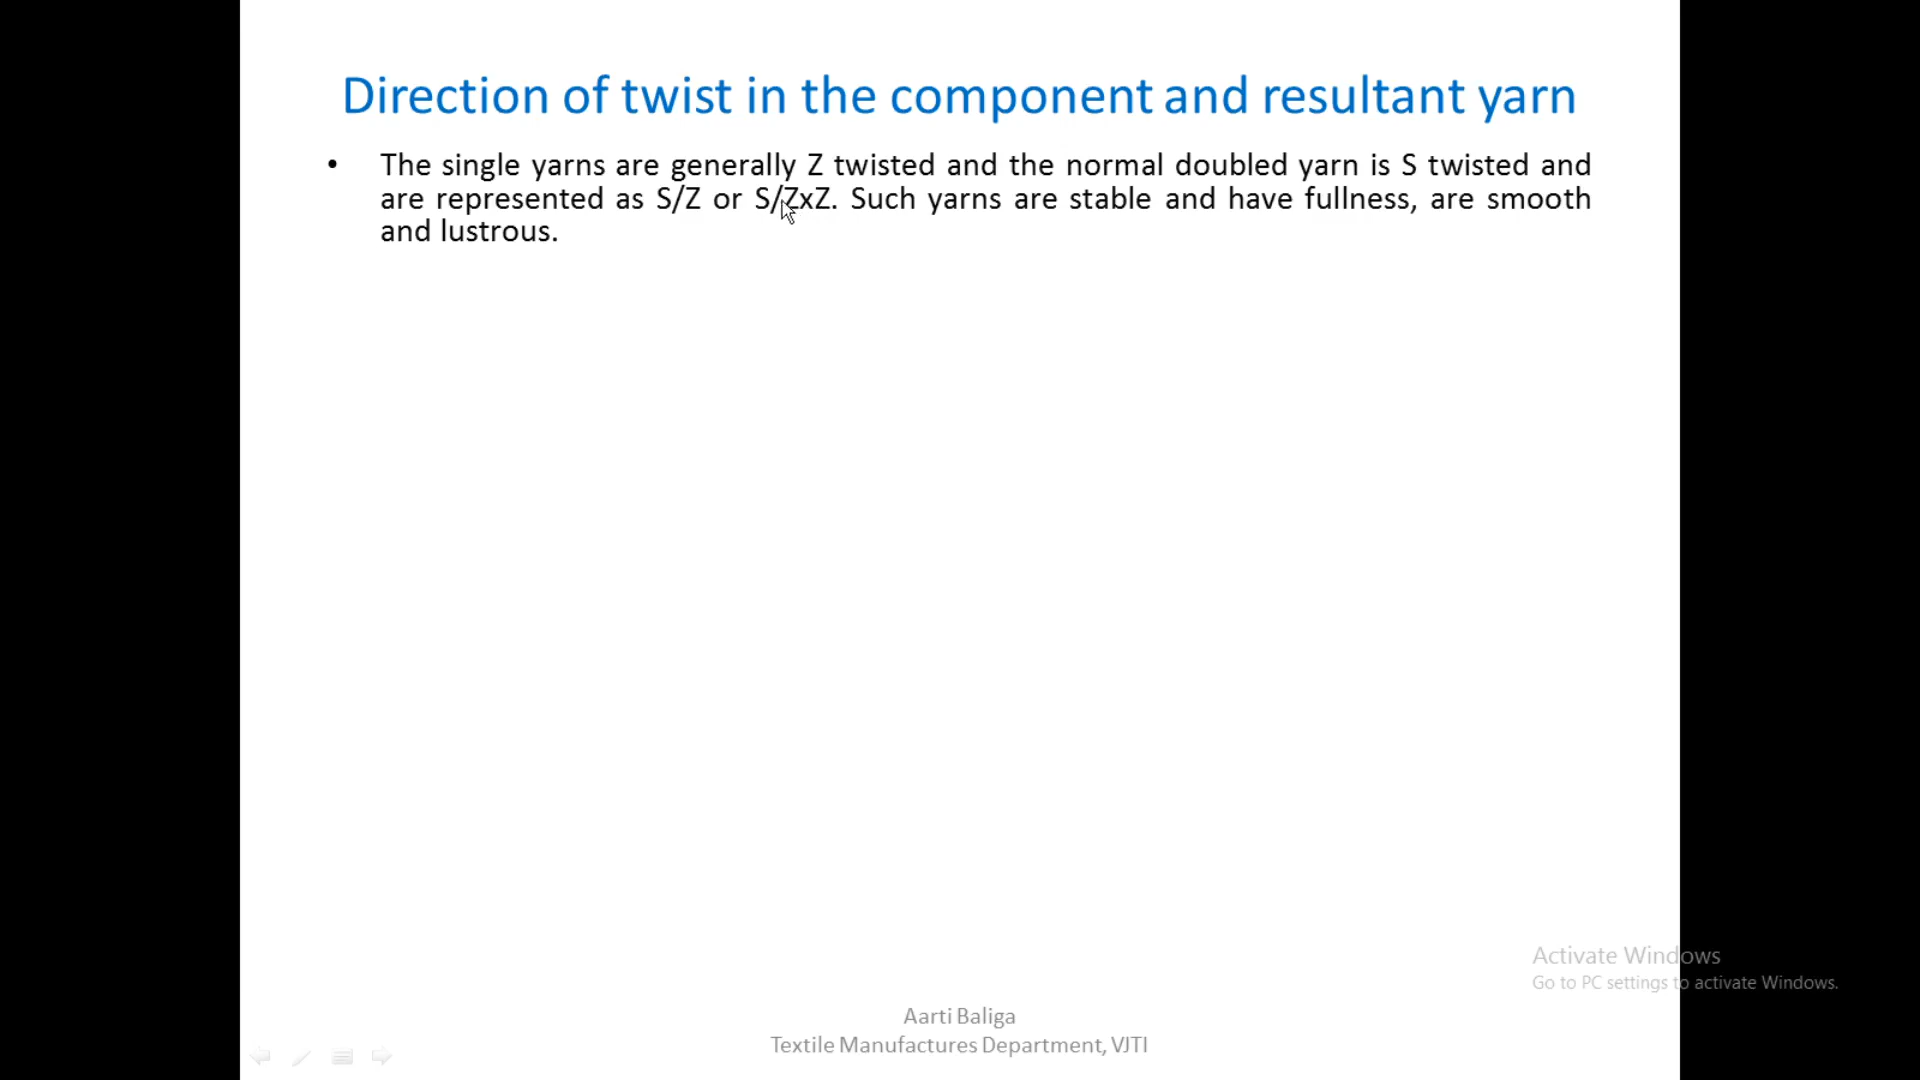 Direction of twist in the component and resultant yarn
• The single yarns are generally Z twisted and the normal doubled yarn is S twisted and
are represented as S/Z or S/ZxZ. Such yarns are stable and have fullness, are smooth
and lustrous.
Activate Windows
Go to PC settings to activate Windows.
Aarti Baliga
Textile Manufactures Department, VJTI